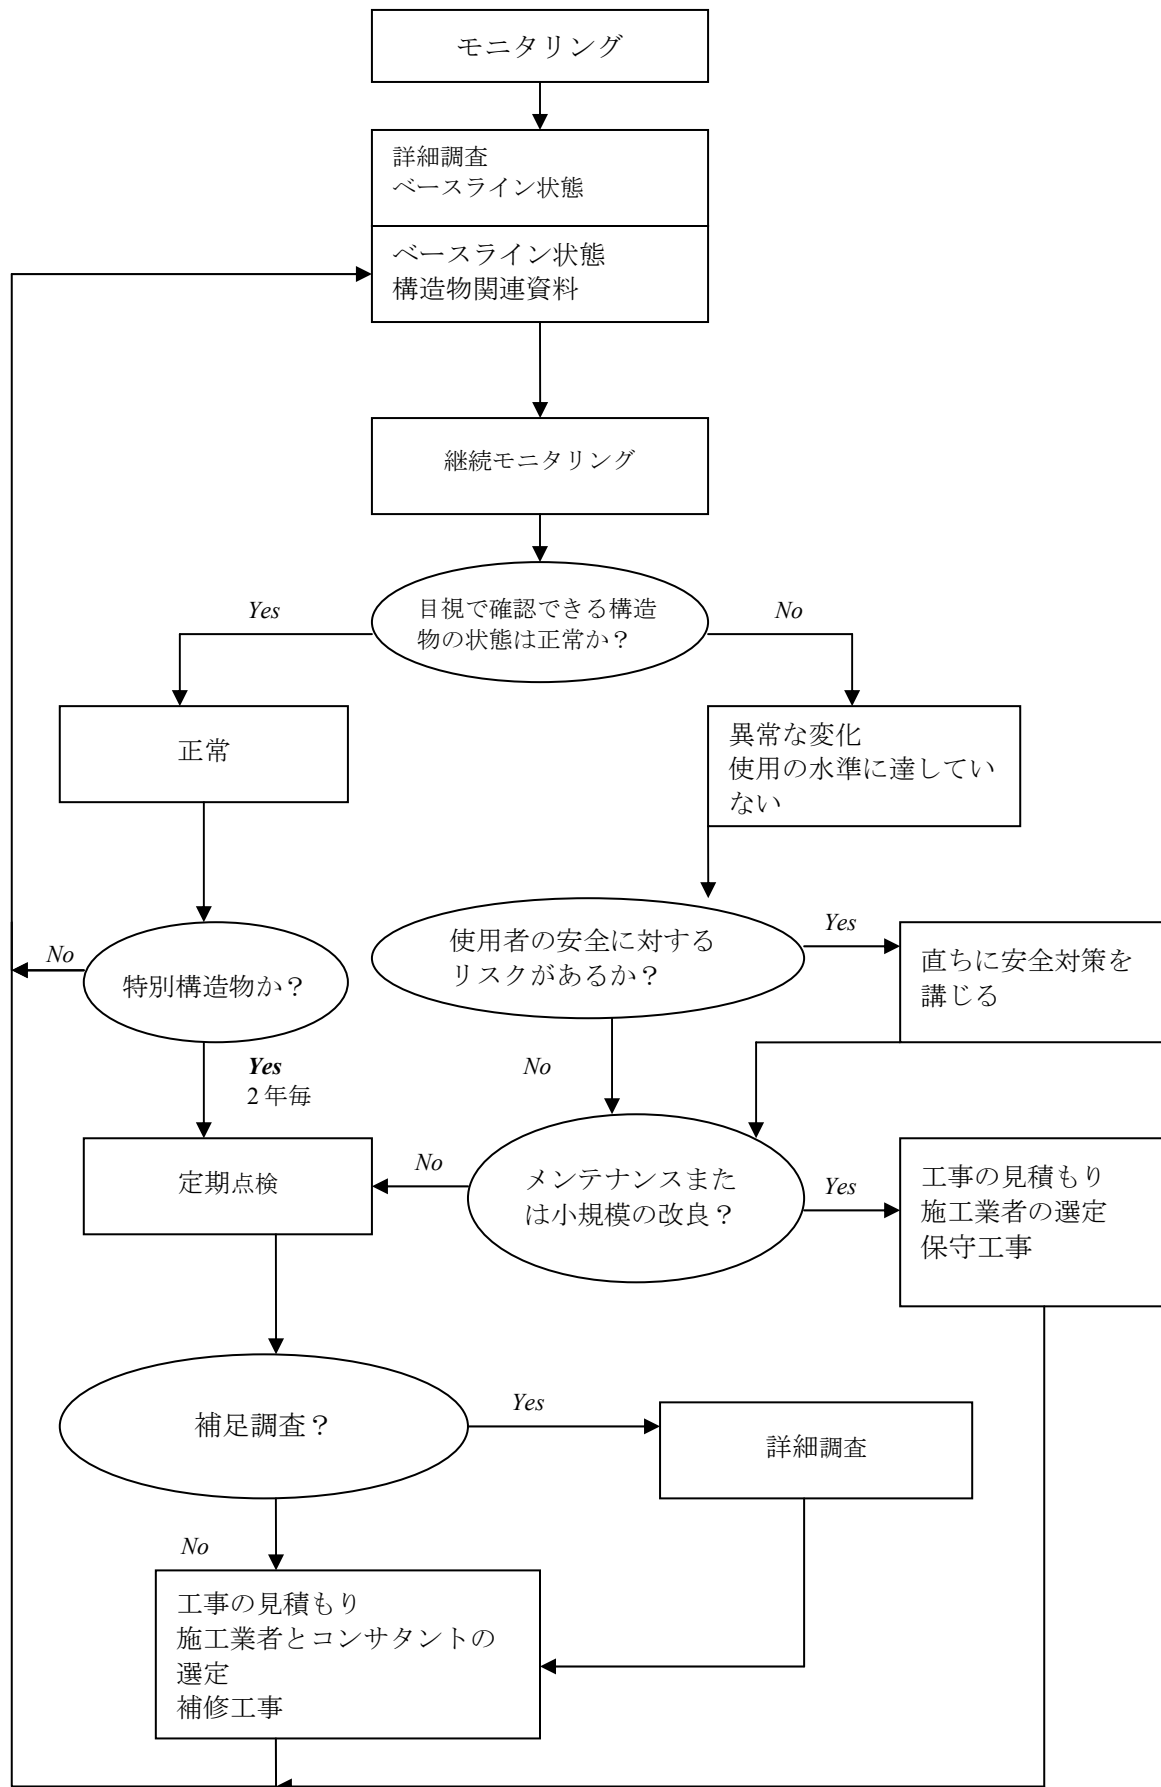 モニタリング
詳細調査
ベースライン状態
ベースライン状態
構造物関連資料
継続モニタリング
目視で確認できる構造
物の状態は正常か？
Yes
No
正常
異常な変化
使用の水準に達してい
ない
特別構造物か？
No
Yes
2 年毎
使用者の安全に対する
リスクがあるか？
Yes
No
直ちに安全対策を
講じる
定期点検
No
メンテナンスまた
は小規模の改良？
Yes
工事の見積もり
施工業者の選定
保守工事
補足調査？
Yes
No
詳細調査
工事の見積もり
施工業者とコンサタントの
選定
補修工事